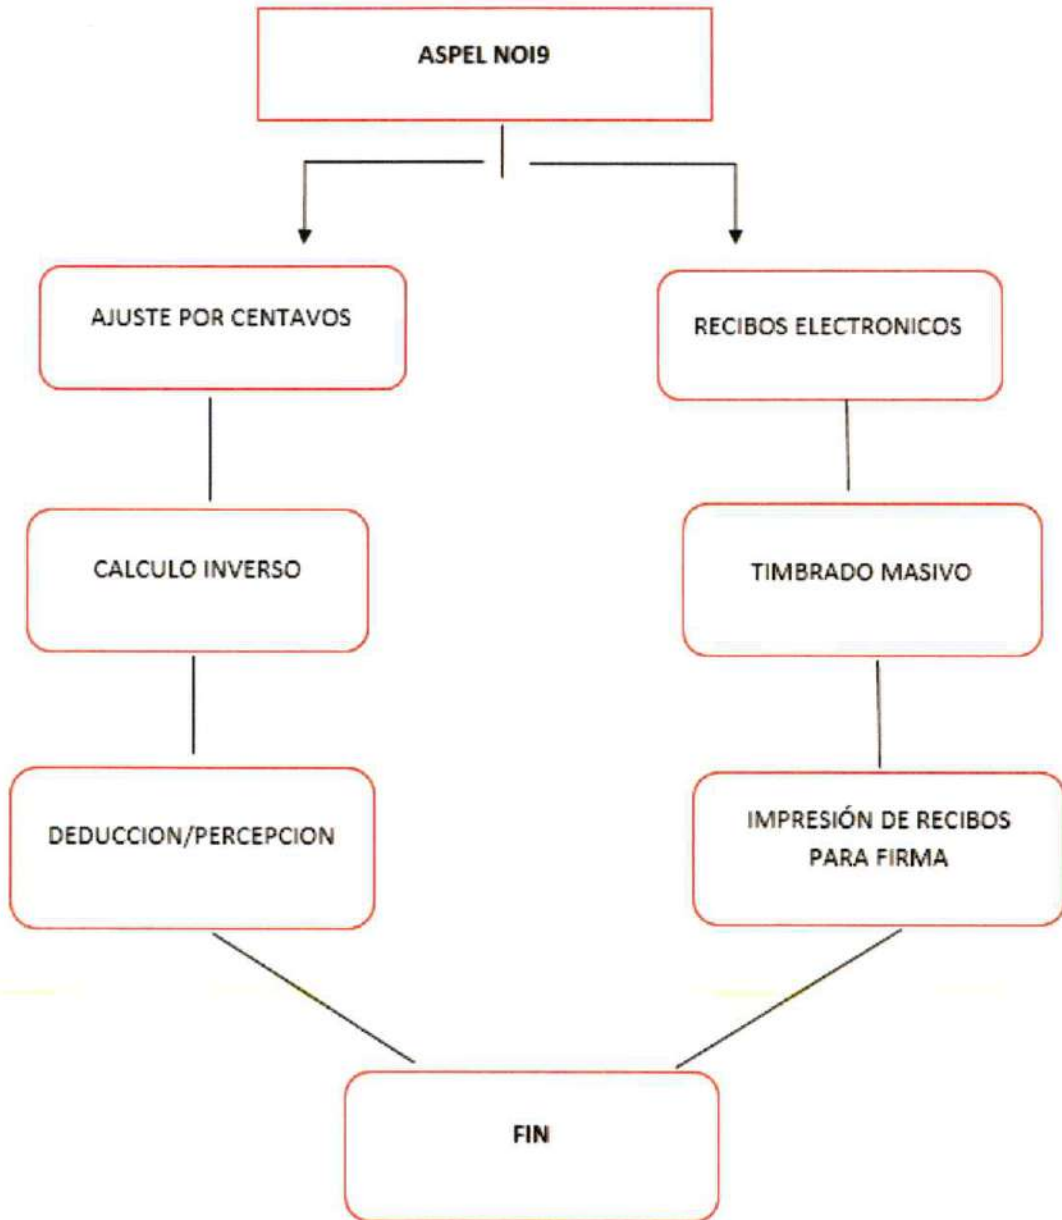 ASPEL NOI9
AJUSTE POR CENTAVOS
RECIBOS ELECTRONICOS
CALCULO INVERSO
TIMBRADO MASIVO
DEDUCCION/PERCEPCION
IMPRESIÓN DE RECIBOS
PARA FIRMA
FIN